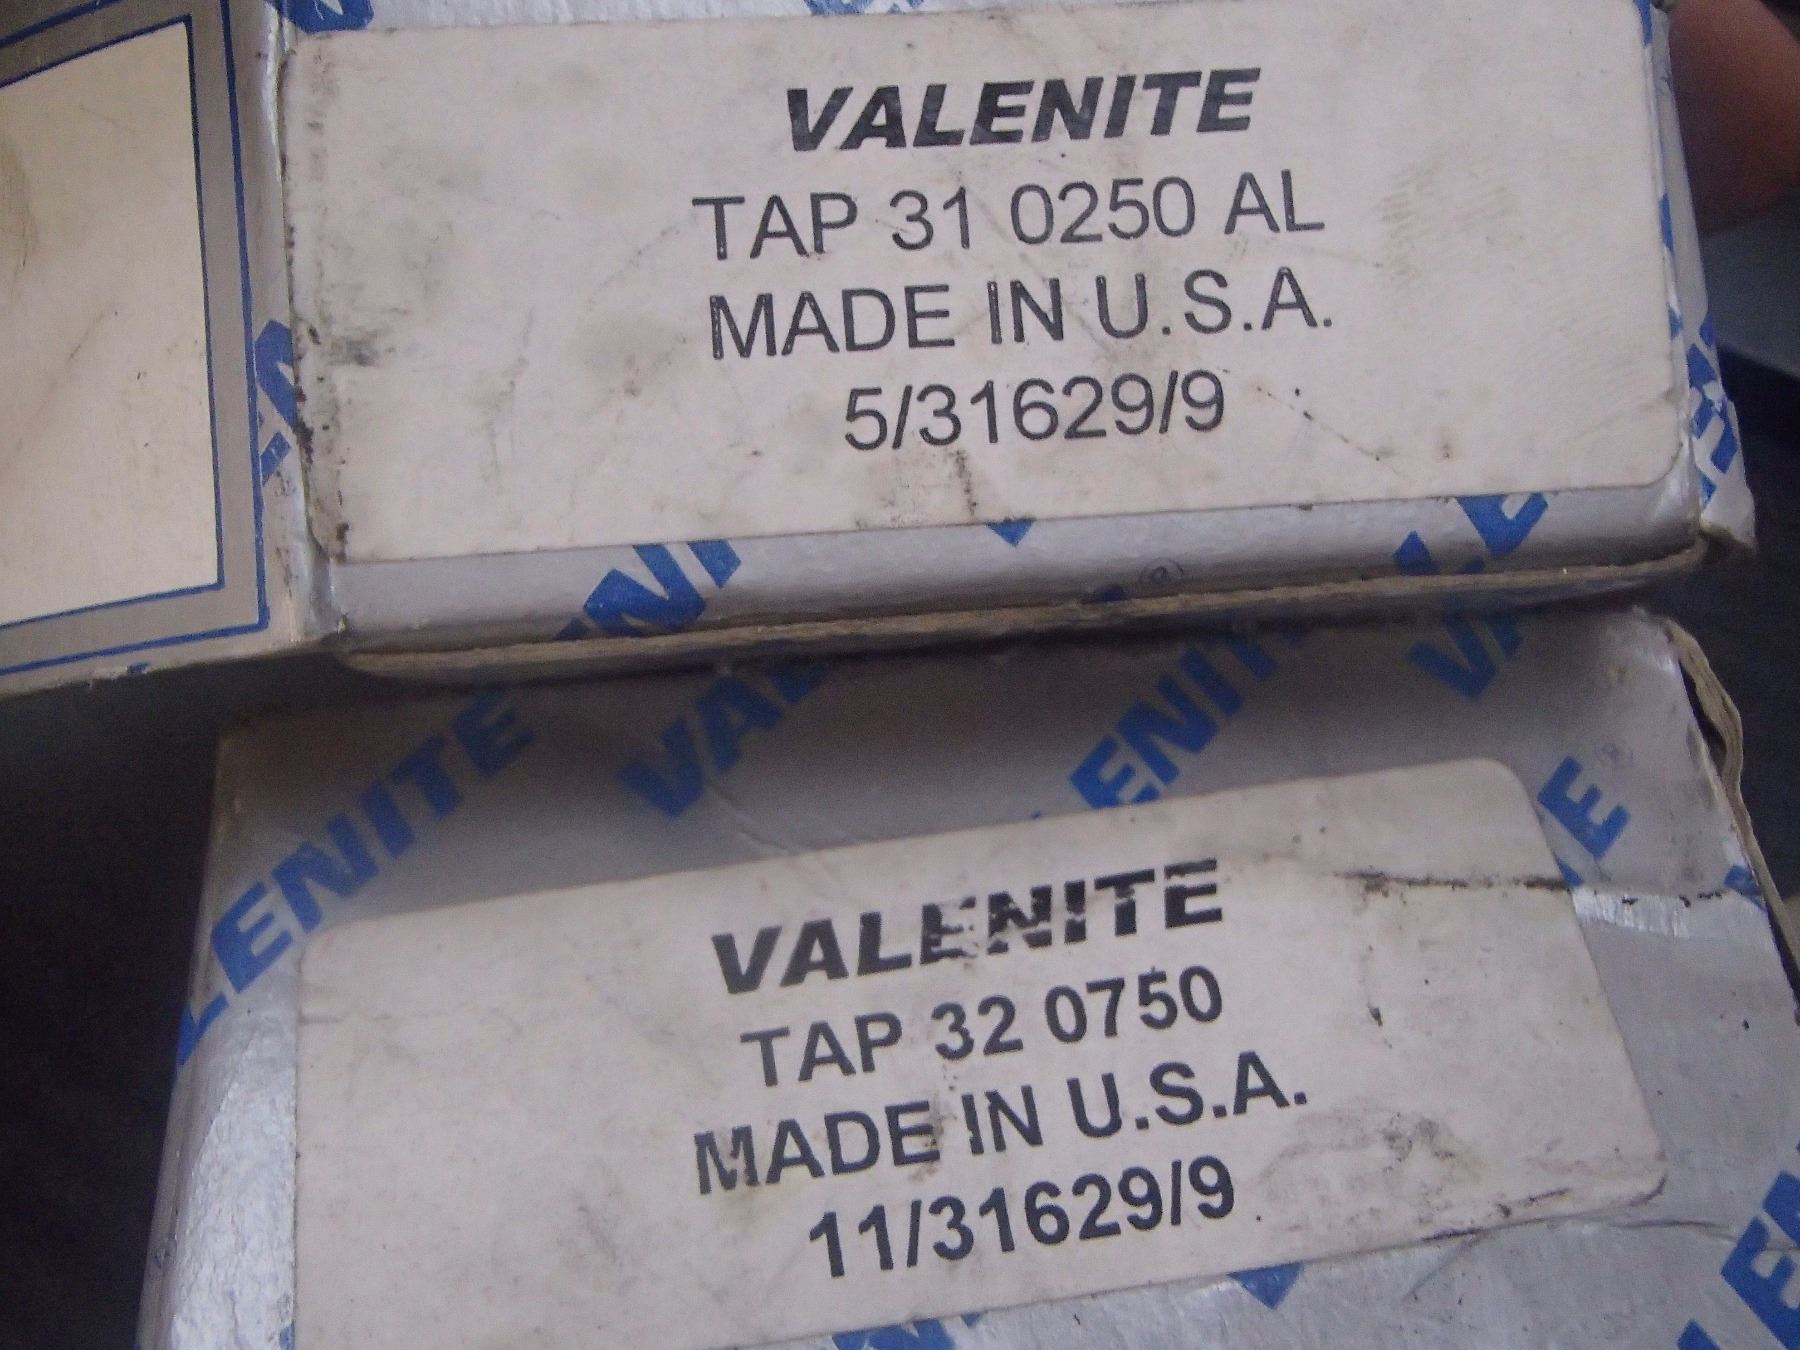 VALENITE
TAP 31 0250 AL
MADE IN U.S.A.
5/31629/9
VALENITE
TAP 32 0750
MADE IN U.S.A.
11/31629/9